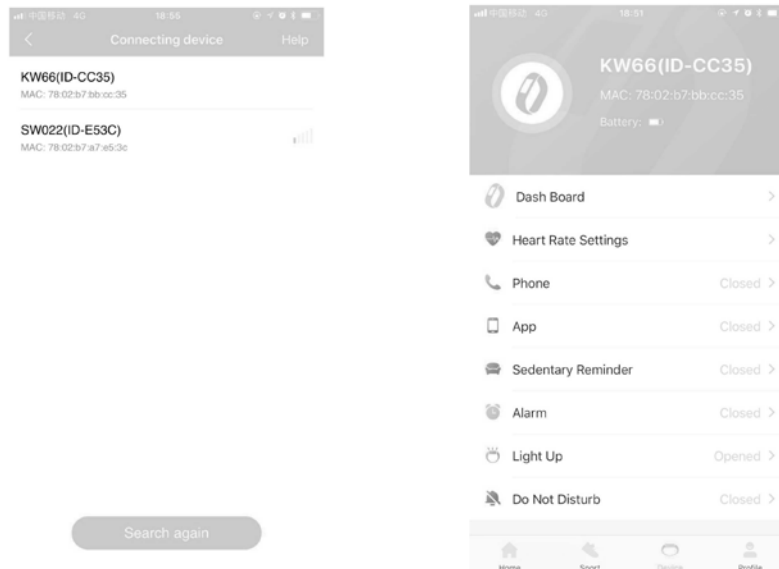 中国移动 4G 18:56
Connecting device Help
KW66(ID-CC35)
MAC: 78:02:b7:bb:cc:35
SW022(ID-E53C)
MAC: 78:02:b7:a7:e5:3c
Search again
中国移动 4G 18:51
KW66(ID-CC35)
MAC: 78:02:b7:bb:cc:35
Battery:
Dash Board
Heart Rate Settings
Phone Closed
App Closed
Sedentary Reminder Closed
Alarm Closed
Light Up Opened
Do Not Disturb Closed
Home Sport Device Profile